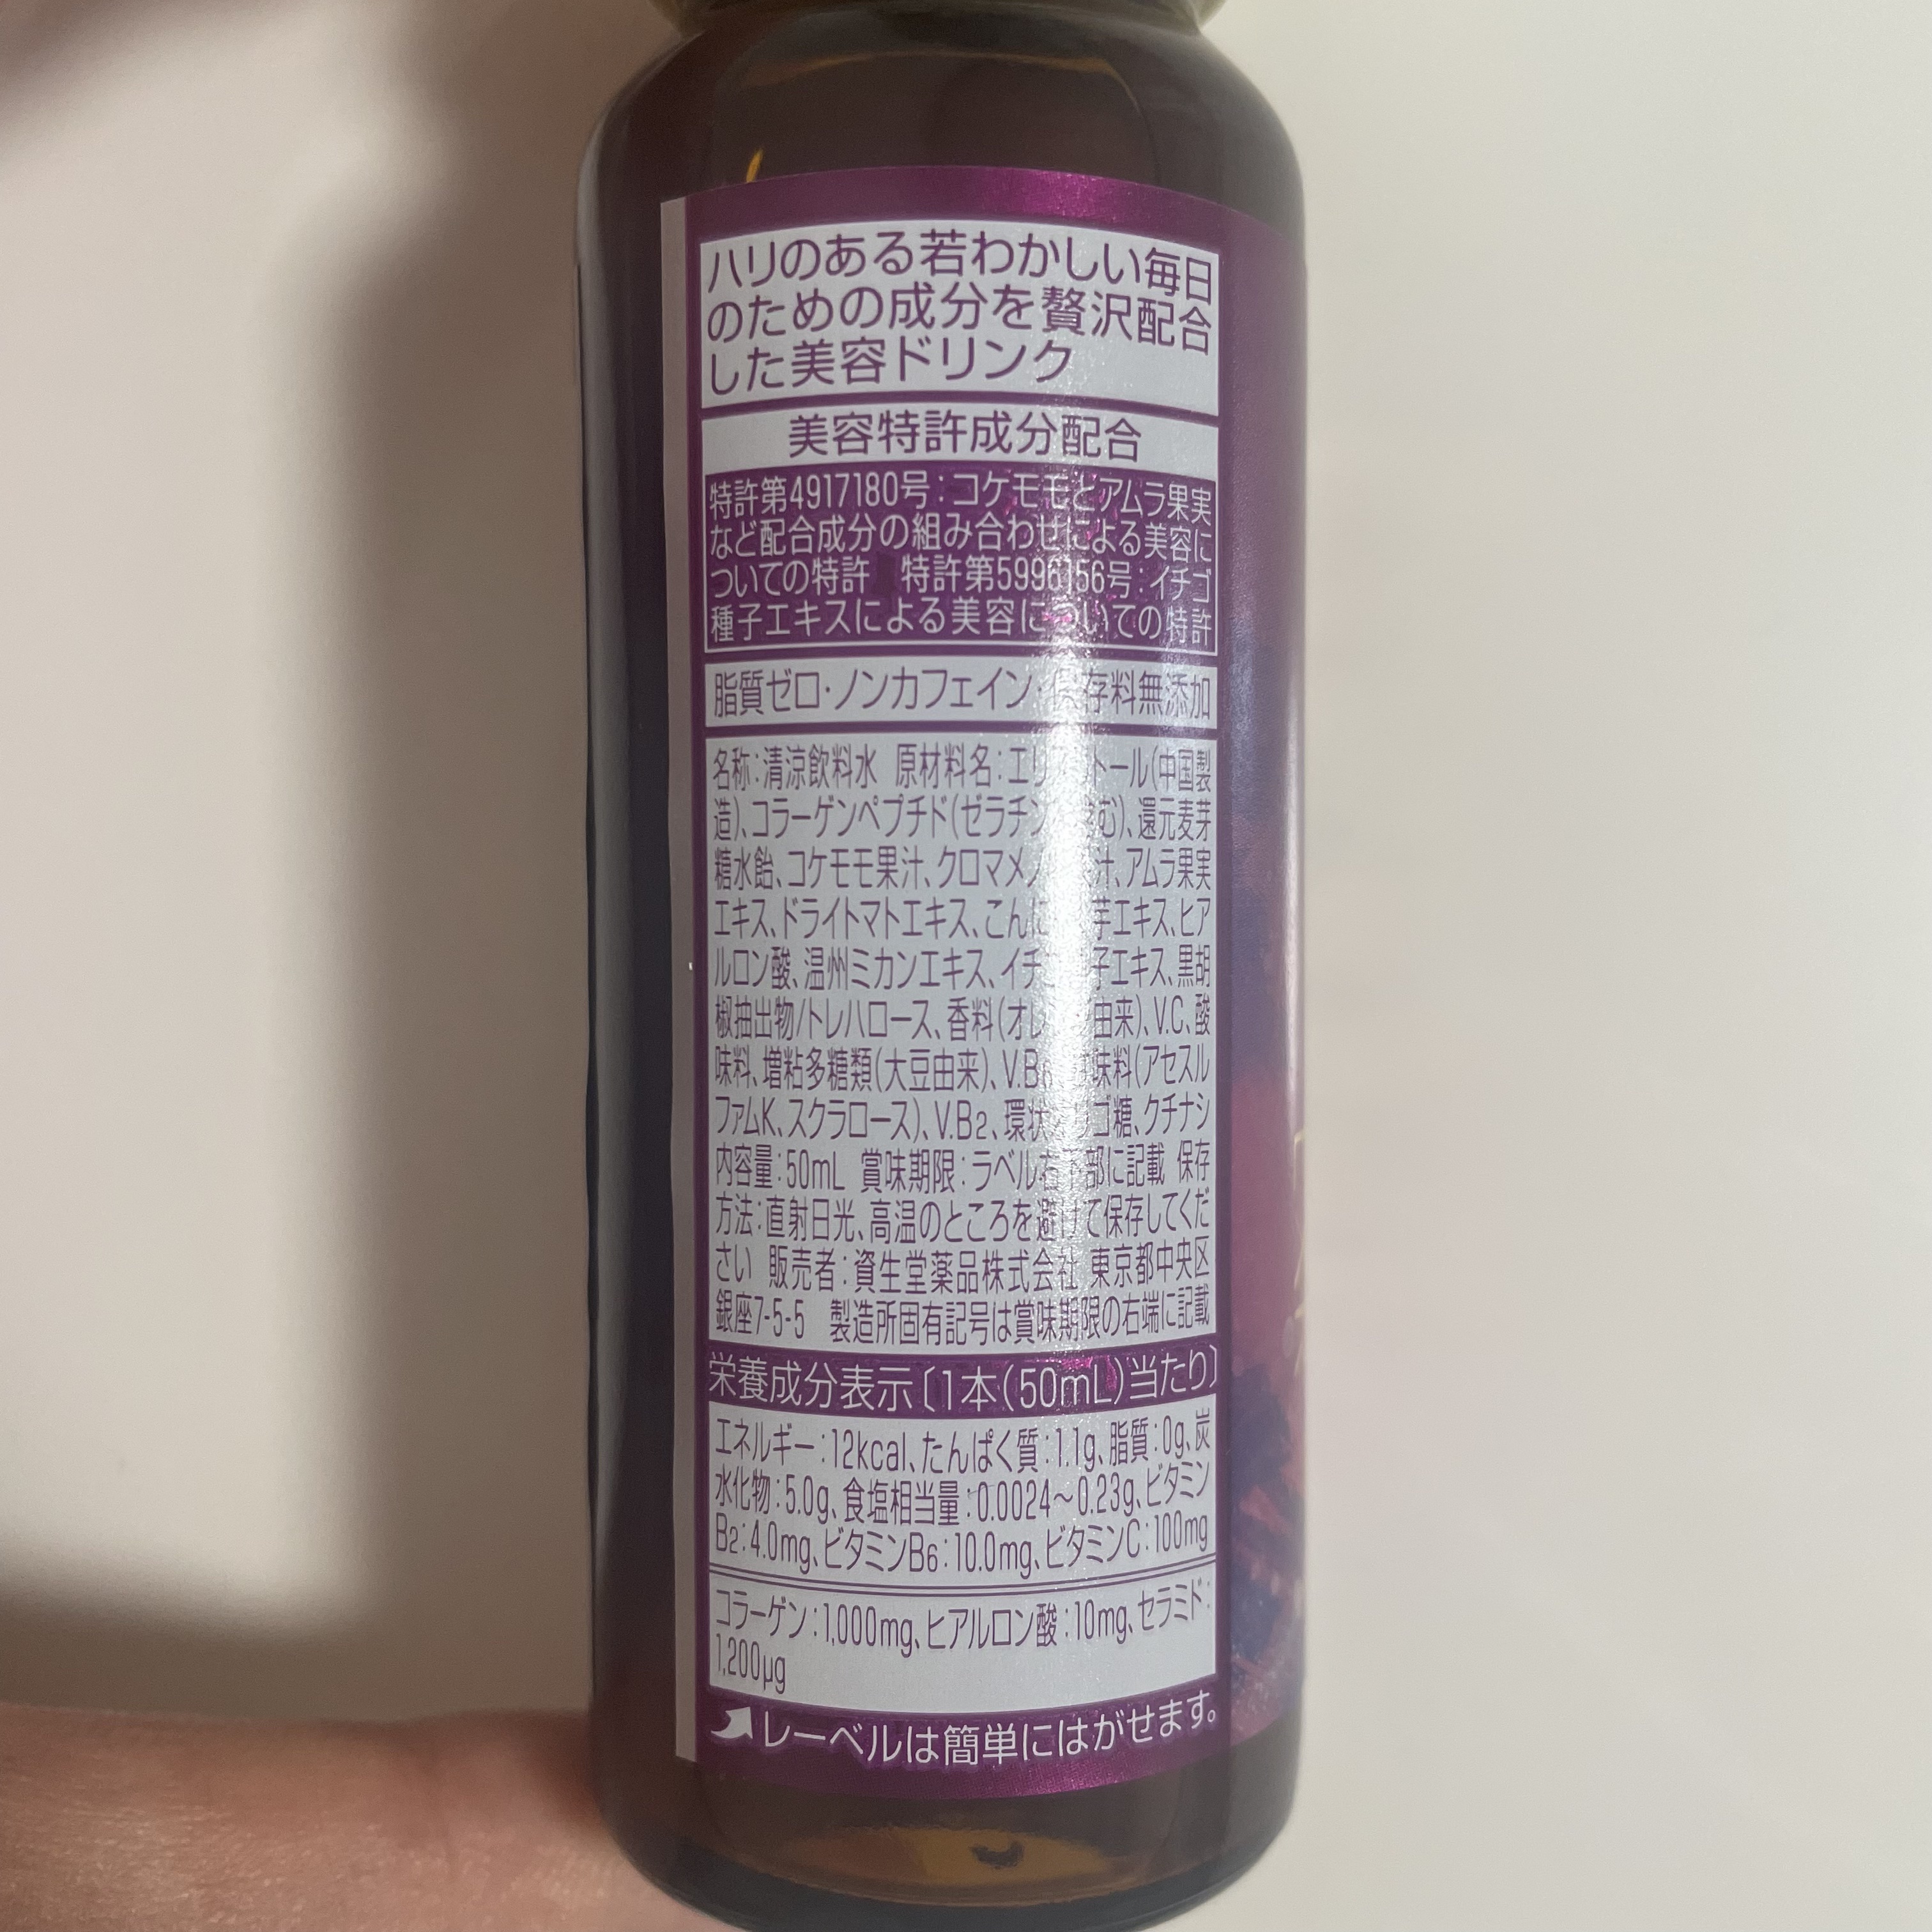 ハリのある若わかしい毎日
のための成分を贅沢配合
した美容ドリンク
美容特許成分配合
特許第4917180号:コケモモとアムラ果実
など配合成分の組み合わせによる美容に
ついての特許 特許第5996156号:イチゴ
種子エキスによる美容についての特許
脂質ゼロ・ノンカフェイン・保存料無添加
名称:清涼飲料水 原材料名:エリスリトール(中国製
造)、コラーゲンペプチド(ゼラチンを含む)、還元麦芽
糖水飴、コケモモ果汁、クロマメノキ果汁、アムラ果実
エキス、ドライトマトエキス、こんにゃく芋エキス、ヒア
ルロン酸、温州ミカンエキス、イチゴ種子エキス、黒胡
椒抽出物/トレハロース、香料(オレンジ由来)、V.C、酸
味料、増粘多糖類(大豆由来)、V.B6、甘味料(アセスル
ファムK、スクラロース)、V.B2、環状オリゴ糖、クチナシ
内容量:50mL 賞味期限:ラベル右下部に記載 保存
方法:直射日光、高温のところを避けて保存してくだ
さい 販売者:資生堂薬品株式会社 東京都中央区
銀座7-5-5 製造所固有記号は賞味期限の右端に記載
栄養成分表示〔1本(50mL)当たり〕
エネルギー:12kcal、たんぱく質:1.1g、脂質:0g、炭
水化物:5.0g、食塩相当量:0.0024～0.23g、ビタミン
B2:4.0mg、ビタミンB6:10.0mg、ビタミンC:100mg
コラーゲン:1,000mg、ヒアルロン酸:10mg、セラミド:
1,200μg
レーベルは簡単にはがせます。